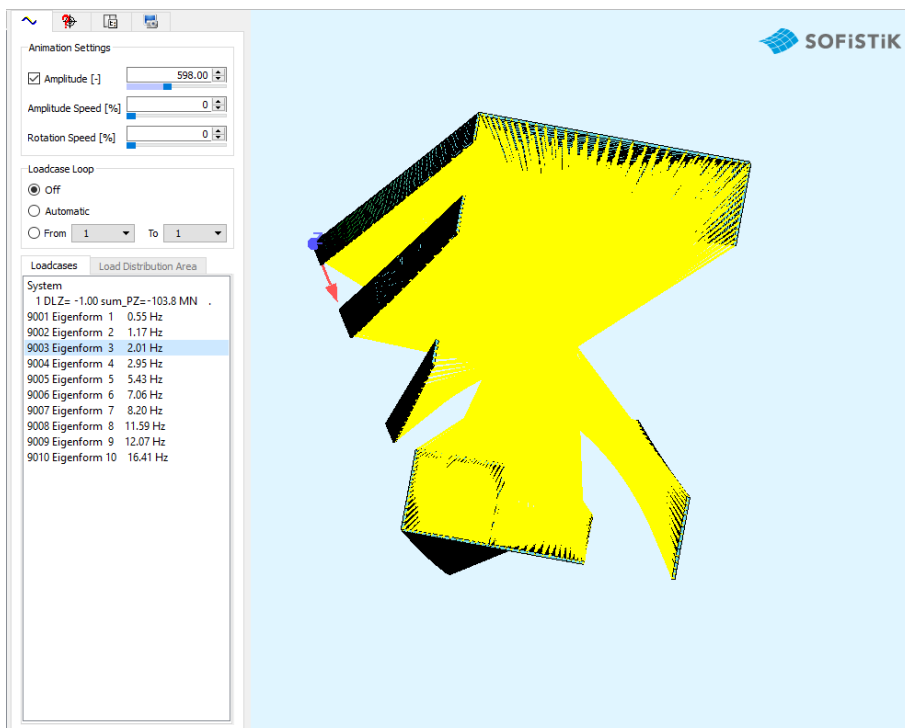 SOFiSTiK
Animation Settings
Amplitude [-] 598.00
Amplitude Speed [%] 0
Rotation Speed [%] 0
Loadcase Loop
Off
Automatic
From 1 To 1
Loadcases Load Distribution Area
System
1 DLZ= -1.00 sum_PZ=-103.8 MN .
9001 Eigenform 1 0.55 Hz
9002 Eigenform 2 1.17 Hz
9003 Eigenform 3 2.01 Hz
9004 Eigenform 4 2.95 Hz
9005 Eigenform 5 5.43 Hz
9006 Eigenform 6 7.06 Hz
9007 Eigenform 7 8.20 Hz
9008 Eigenform 8 11.59 Hz
9009 Eigenform 9 12.07 Hz
9010 Eigenform 10 16.41 Hz